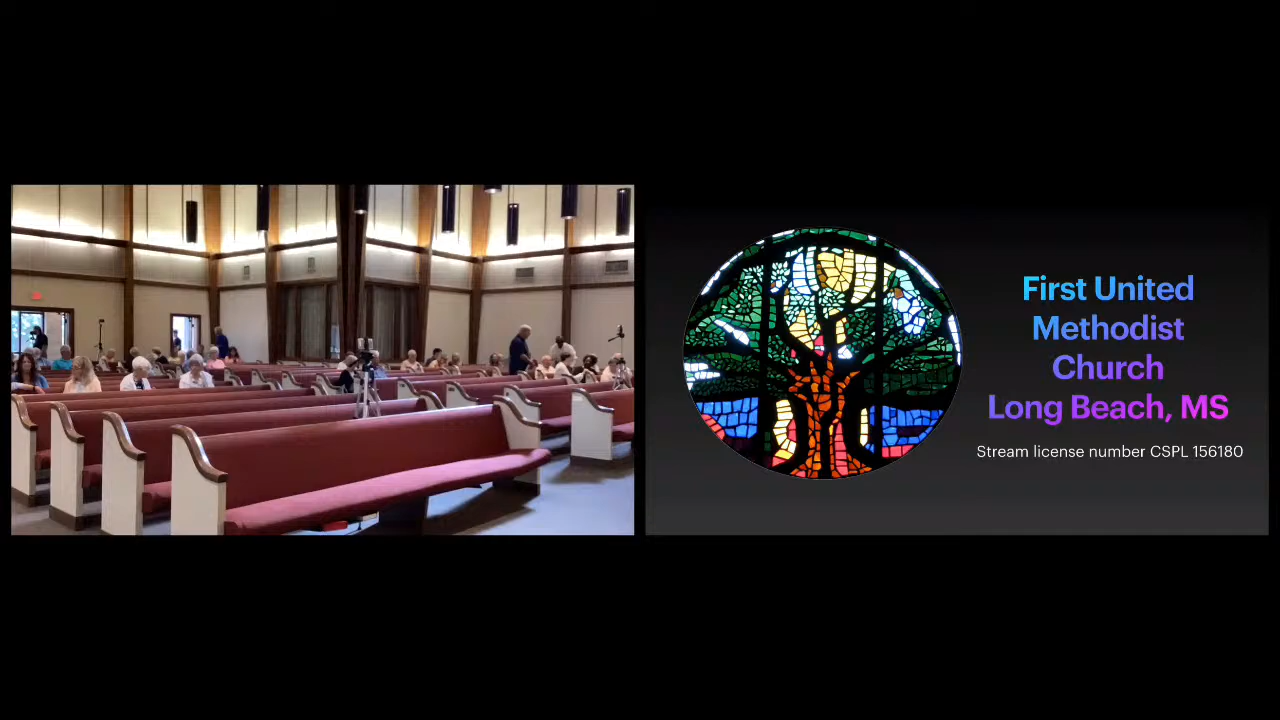 First United
Methodist
Church
Long Beach, MS
Stream license number CSPL 156180